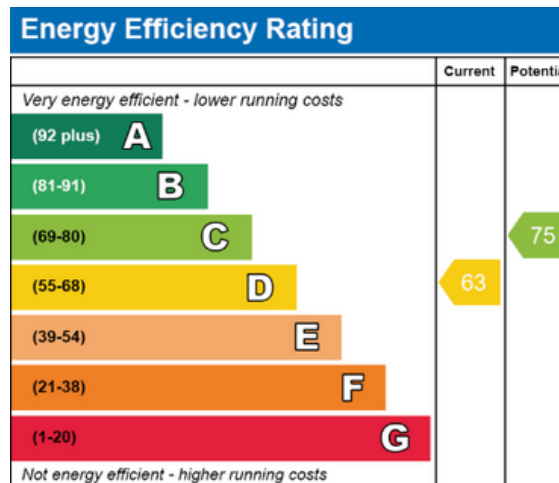 Energy Efficiency Rating
Current Potentia
Very energy efficient - lower running costs
(92 plus) A
(81-91) B
(69-80) C 75
(55-68) D 63
(39-54) E
(21-38) F
(1-20) G
Not energy efficient - higher running costs